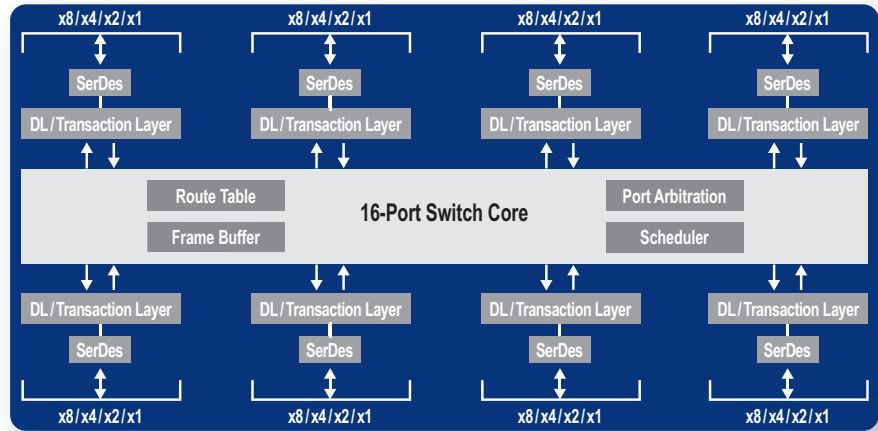 x8/x4/x2/x1 x8/x4/x2/x1 x8/x4/x2/x1 x8/x4/x2/x1
SerDes SerDes SerDes SerDes
DL/Transaction Layer DL/Transaction Layer DL/Transaction Layer DL/Transaction Layer
Route Table Port Arbitration
16-Port Switch Core
Frame Buffer Scheduler
DL/Transaction Layer DL/Transaction Layer DL/Transaction Layer DL/Transaction Layer
SerDes SerDes SerDes SerDes
x8/x4/x2/x1 x8/x4/x2/x1 x8/x4/x2/x1 x8/x4/x2/x1